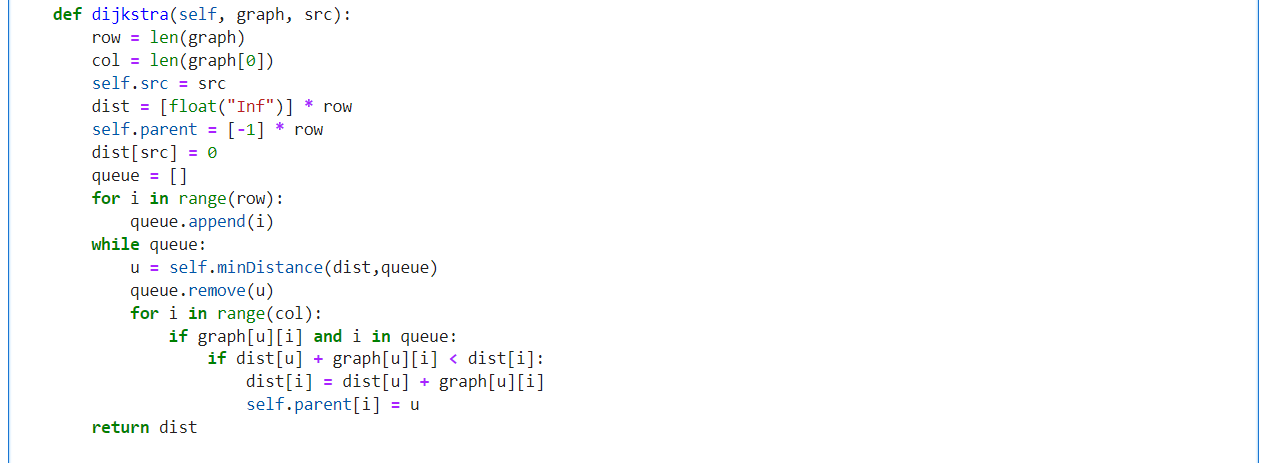 def dijkstra(self, graph, src):
    row = len(graph)
    col = len(graph[0])
    self.src = src
    dist = [float("Inf")] * row
    self.parent = [-1] * row
    dist[src] = 0
    queue = []
    for i in range(row):
        queue.append(i)
    while queue:
        u = self.minDistance(dist,queue)
        queue.remove(u)
        for i in range(col):
            if graph[u][i] and i in queue:
                if dist[u] + graph[u][i] < dist[i]:
                    dist[i] = dist[u] + graph[u][i]
                    self.parent[i] = u
    return dist